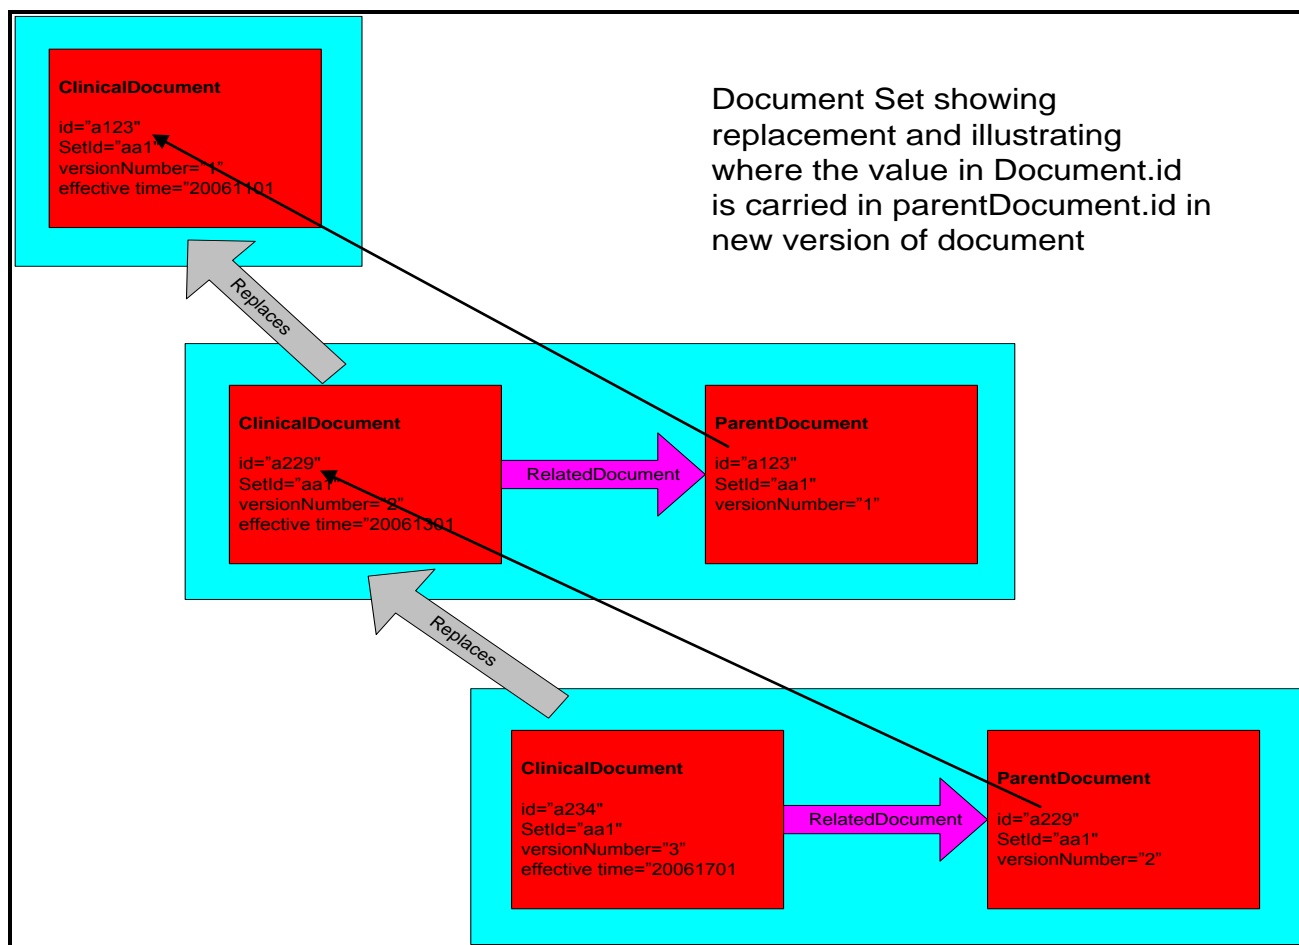 ClinicalDocument
id="a123"
SetId="aa1"
versionNumber="1"
effective time="20061101
Document Set showing
replacement and illustrating
where the value in Document.id
is carried in parentDocument.id in
new version of document
Replaces
ClinicalDocument
id="a229"
SetId="aa1"
versionNumber="2"
effective time="20061301
RelatedDocument
ParentDocument
id="a123"
SetId="aa1"
versionNumber="1"
Replaces
ClinicalDocument
id="a234"
SetId="aa1"
versionNumber="3"
effective time="20061701
RelatedDocument
ParentDocument
id="a229"
SetId="aa1"
versionNumber="2"